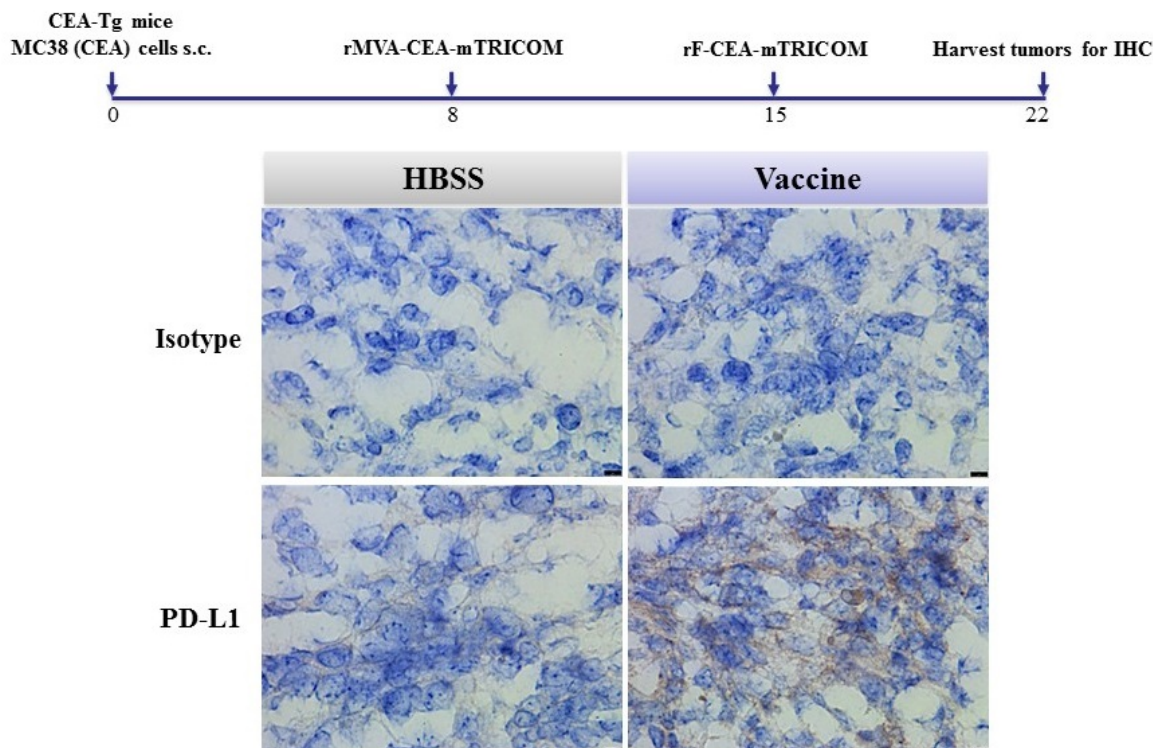 CEA-Tg mice
MC38 (CEA) cells s.c.
rMVA-CEA-mTRICOM
rF-CEA-mTRICOM
Harvest tumors for IHC
0
8
15
22
HBSS
Vaccine
Isotype
PD-L1